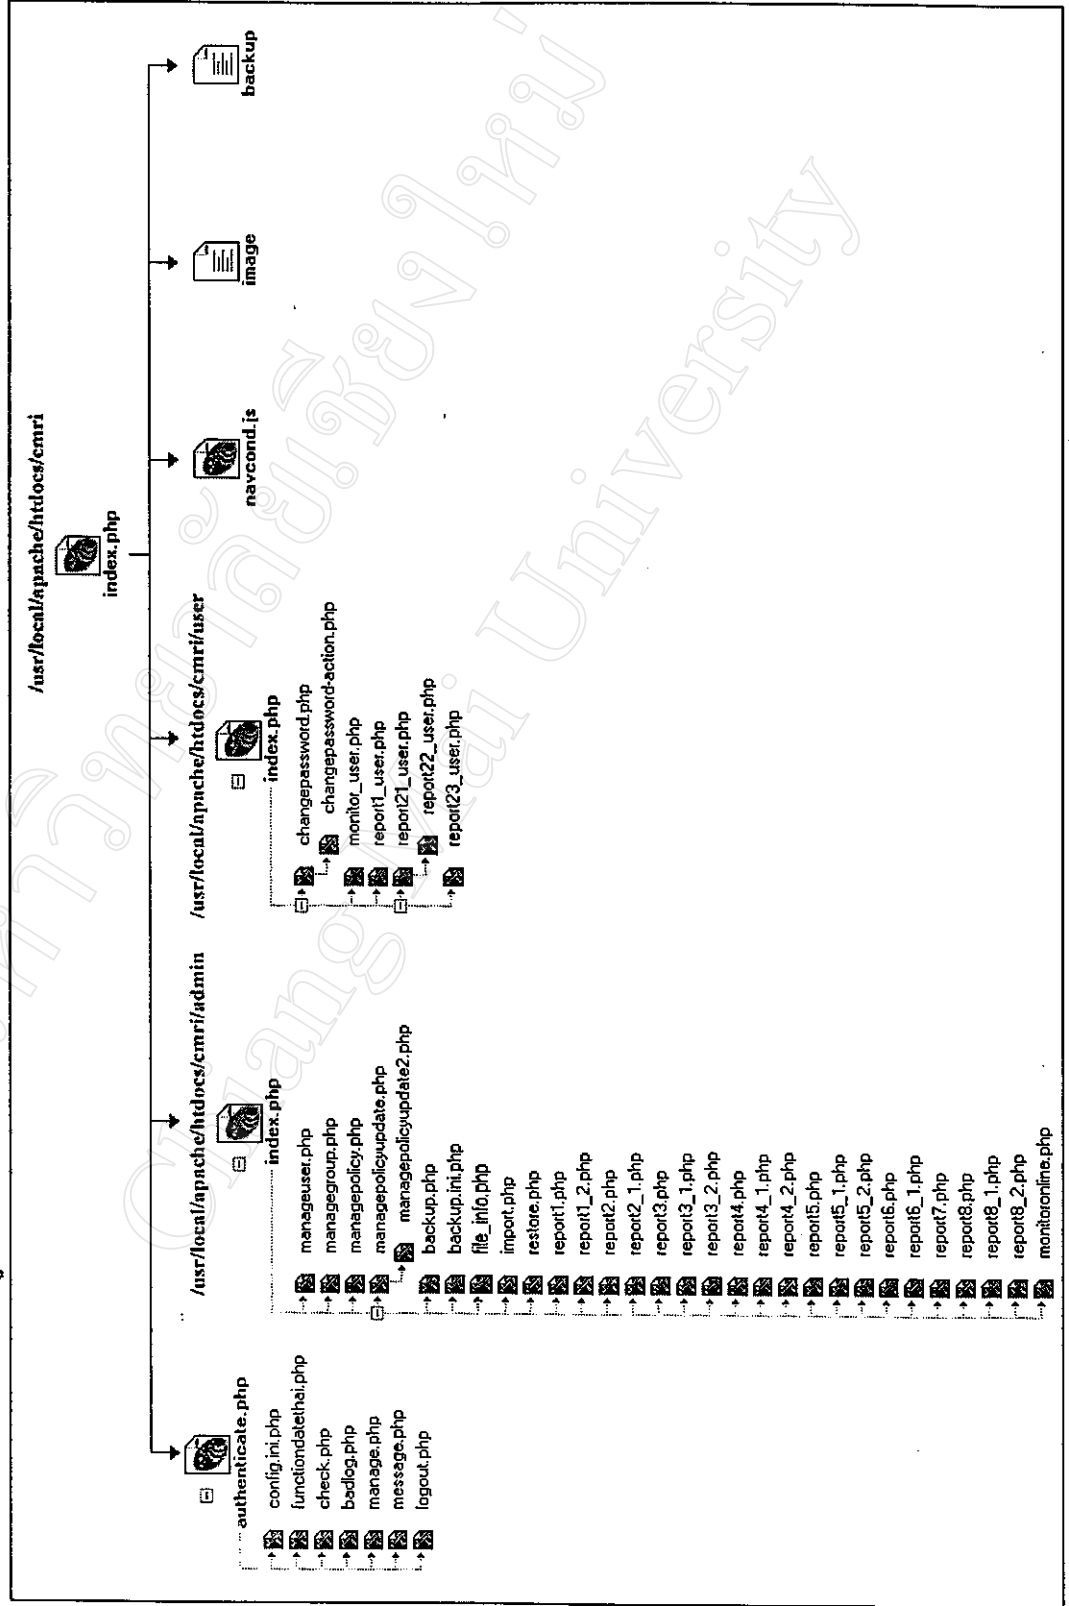 /usr/local/apache/htdocs/cmri
index.php
authenticate.php
config.ini.php
functiondatethai.php
check.php
badlog.php
manage.php
message.php
logout.php
/usr/local/apache/htdocs/cmri/admin
index.php
manageuser.php
managegroup.php
managepolicy.php
managepolicyupdate.php
managepolicyupdate2.php
backup.php
backup.ini.php
file_info.php
import.php
restore.php
report1.php
report1_2.php
report2.php
report2_1.php
report3.php
report3_1.php
report3_2.php
report4.php
report4_1.php
report4_2.php
report5.php
report5_1.php
report5_2.php
report6.php
report6_1.php
report7.php
report8.php
report8_1.php
report8_2.php
monitoronline.php
/usr/local/apache/htdocs/cmri/user
index.php
changepassword.php
changepassword-action.php
monitor_user.php
report1_user.php
report21_user.php
report22_user.php
report23_user.php
navcond.js
image
backup
Chiang Mai University